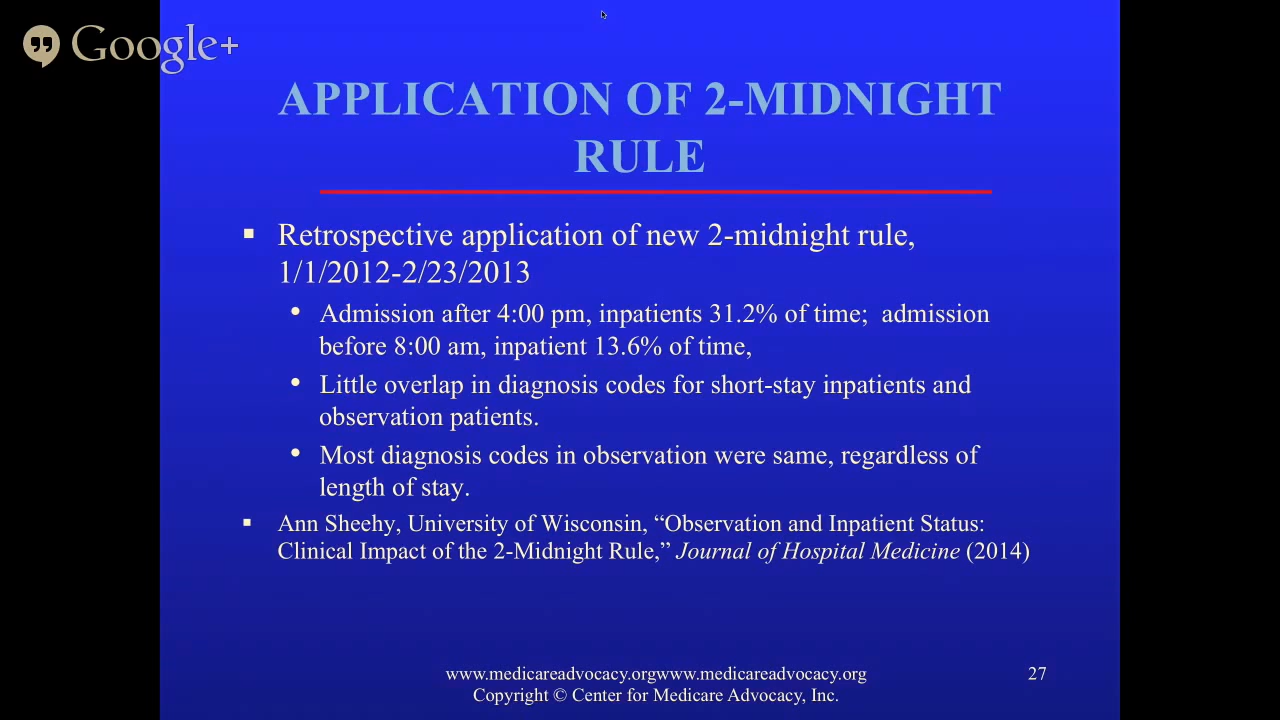 Google+
APPLICATION OF 2-MIDNIGHT
RULE
▪ Retrospective application of new 2-midnight rule,
1/1/2012-2/23/2013
• Admission after 4:00 pm, inpatients 31.2% of time;  admission
before 8:00 am, inpatient 13.6% of time,
• Little overlap in diagnosis codes for short-stay inpatients and
observation patients.
• Most diagnosis codes in observation were same, regardless of
length of stay.
▪ Ann Sheehy, University of Wisconsin, “Observation and Inpatient Status:
Clinical Impact of the 2-Midnight Rule,” Journal of Hospital Medicine (2014)
www.medicareadvocacy.orgwww.medicareadvocacy.org
27
Copyright © Center for Medicare Advocacy, Inc.